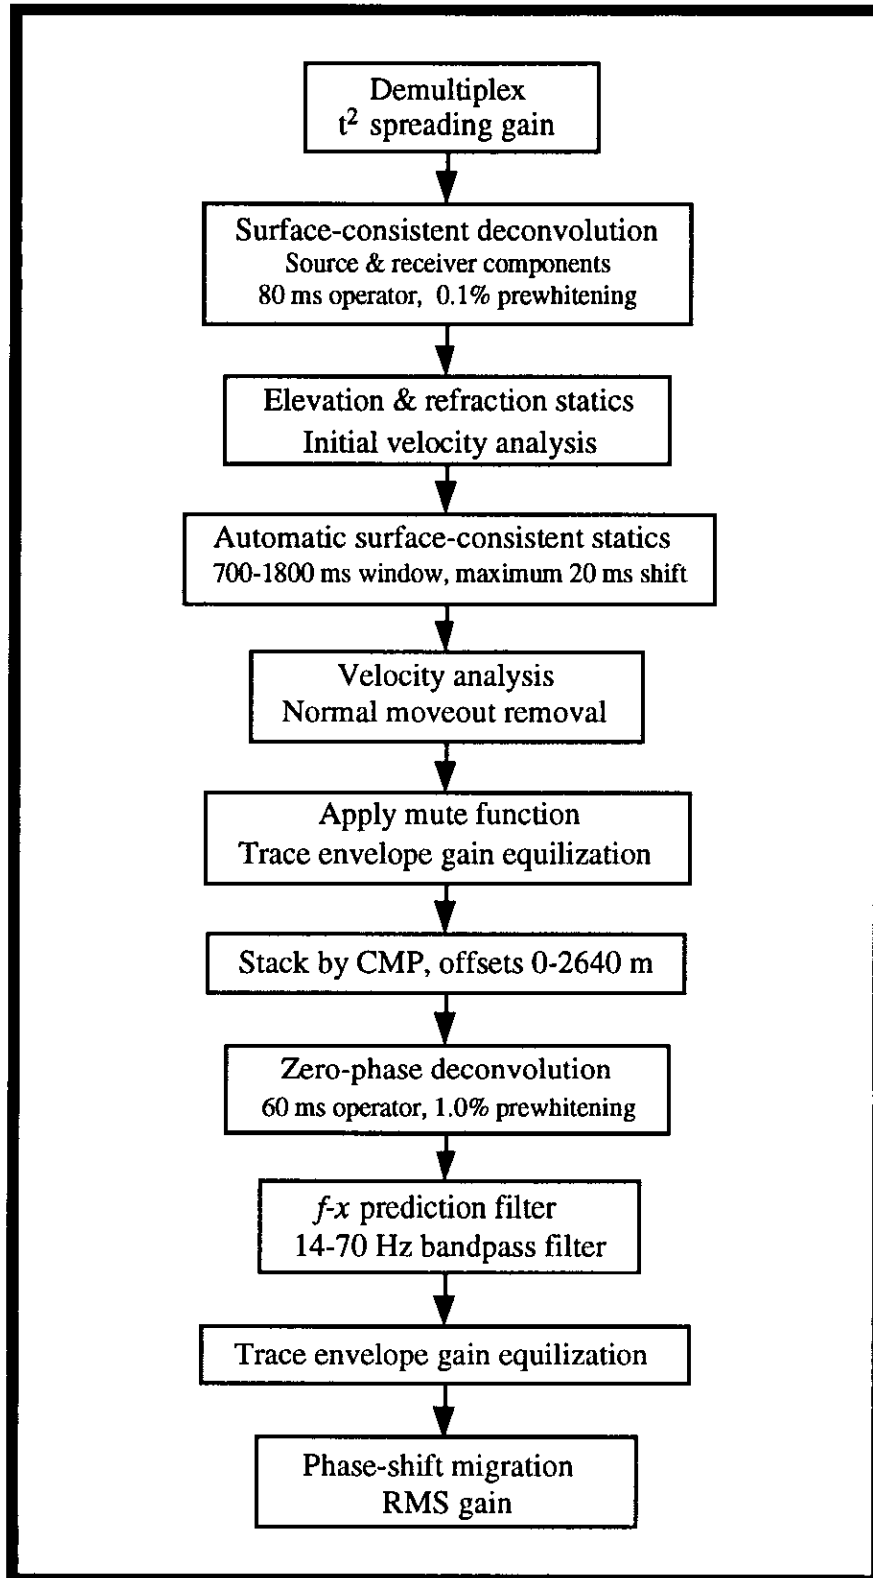 Demultiplex
t² spreading gain
Surface-consistent deconvolution
Source & receiver components
80 ms operator, 0.1% prewhitening
Elevation & refraction statics
Initial velocity analysis
Automatic surface-consistent statics
700-1800 ms window, maximum 20 ms shift
Velocity analysis
Normal moveout removal
Apply mute function
Trace envelope gain equilization
Stack by CMP, offsets 0-2640 m
Zero-phase deconvolution
60 ms operator, 1.0% prewhitening
f-x prediction filter
14-70 Hz bandpass filter
Trace envelope gain equilization
Phase-shift migration
RMS gain